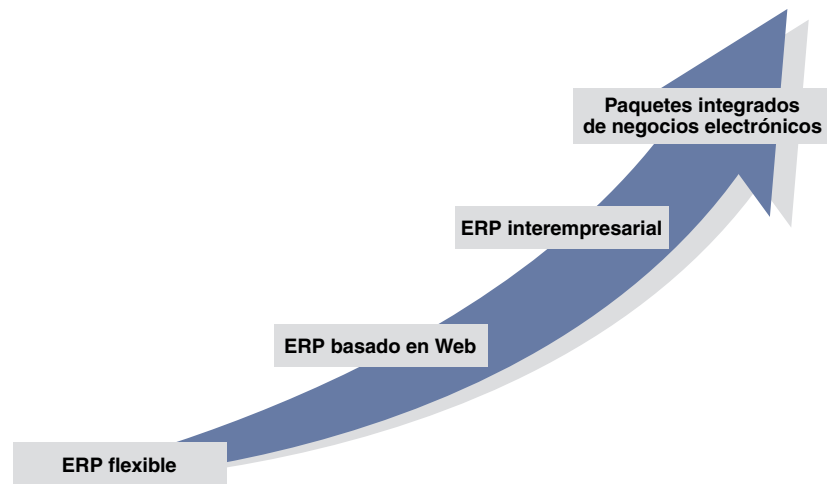 Paquetes integrados
de negocios electrónicos
ERP interempresarial
ERP basado en Web
ERP flexible